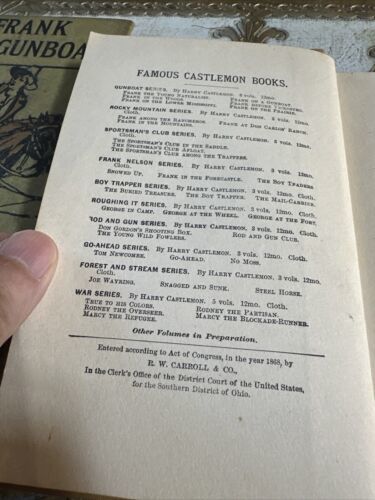 FRANK
GUNBOA
FAMOUS CASTLEMON BOOKS.
GUNBOAT SERIES. By HARRY CASTLEMON. 6 vols. 12mo.
FRANK THE YOUNG NATURALIST. FRANK ON A GUNBOAT.
FRANK IN THE WOODS. FRANK BEFORE VICKSBURG.
FRANK ON THE LOWER MISSISSIPPI. FRANK ON THE PRAIRIE.
ROCKY MOUNTAIN SERIES. By HARRY CASTLEMON. 3 vols. 12mo.
Cloth.
FRANK AMONG THE RANCHEROS. FRANK AT DON CARLOS' RANCH.
FRANK IN THE MOUNTAINS.
SPORTSMAN'S CLUB SERIES. By HARRY CASTLEMON. 3 vols. 12mo.
Cloth.
THE SPORTSMAN'S CLUB IN THE SADDLE.
THE SPORTSMAN'S CLUB AFLOAT.
THE SPORTSMAN'S CLUB AMONG THE TRAPPERS.
FRANK NELSON SERIES. By HARRY CASTLEMON. 3 vols. 12mo.
Cloth.
SNOWED UP. FRANK IN THE FORECASTLE. THE BOY TRADERS
BOY TRAPPER SERIES. By HARRY CASTLEMON. 3 vols. 12mo. Cloth.
THE BURIED TREASURE. THE BOY TRAPPER. THE MAIL-CARRIER.
ROUGHING IT SERIES. By HARRY CASTLEMON. 3 vols. 12mo. Cloth.
GEORGE IN CAMP. GEORGE AT THE WHEEL. GEORGE AT THE FORT.
ROD AND GUN SERIES. By HARRY CASTLEMON. 3 vols. 12mo. Cloth.
DON GORDON'S SHOOTING BOX. ROD AND GUN CLUB.
THE YOUNG WILD FOWLERS.
GO-AHEAD SERIES. By HARRY CASTLEMON. 3 vols. 12mo. Cloth.
TOM NEWCOMBE. GO-AHEAD. NO MOSS.
FOREST AND STREAM SERIES. By HARRY CASTLEMON. 3 vols. 12mo.
Cloth.
JOE WAYRING. SNAGGED AND SUNK. STEEL HORSE.
WAR SERIES. By HARRY CASTLEMON. 5 vols. 12mo. Cloth.
TRUE TO HIS COLORS. RODNEY THE PARTISAN.
RODNEY THE OVERSEER. MARCY THE BLOCKADE-RUNNER.
MARCY THE REFUGEE.
Other Volumes in Preparation.
Entered according to Act of Congress, in the year 1868, by
R. W. CARROLL & CO.,
In the Clerk's Office of the District Court of the United States,
for the Southern District of Ohio.